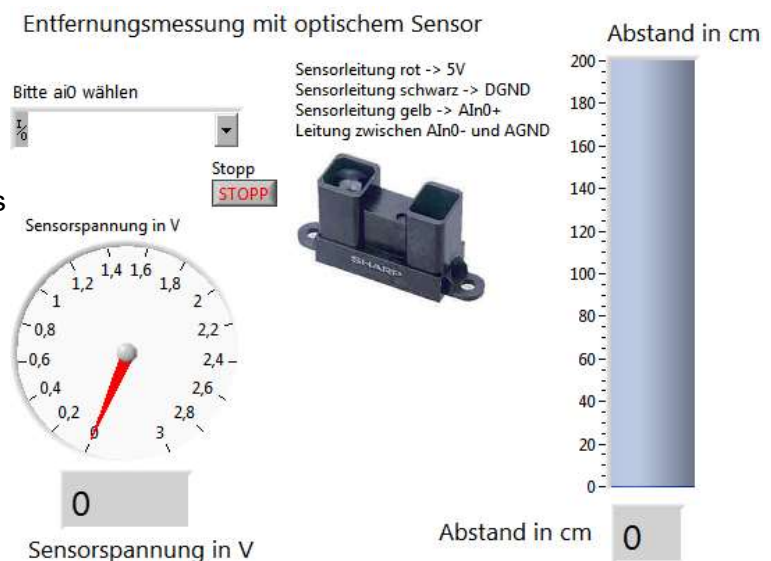 Entfernungsmessung mit optischem Sensor
Abstand in cm
Bitte ai0 wählen
I/0
Sensorleitung rot -> 5V
Sensorleitung schwarz -> DGND
Sensorleitung gelb -> AIn0+
Leitung zwischen AIn0- und AGND
Stopp
STOPP
s
SHARP
Sensorspannung in V
0
0,2
0,4
0,6
0,8
1
1,2
1,4
1,6
1,8
2
2,2
2,4
2,6
2,8
3
0
Sensorspannung in V
200
180
160
140
120
100
80
60
40
20
0
Abstand in cm 0